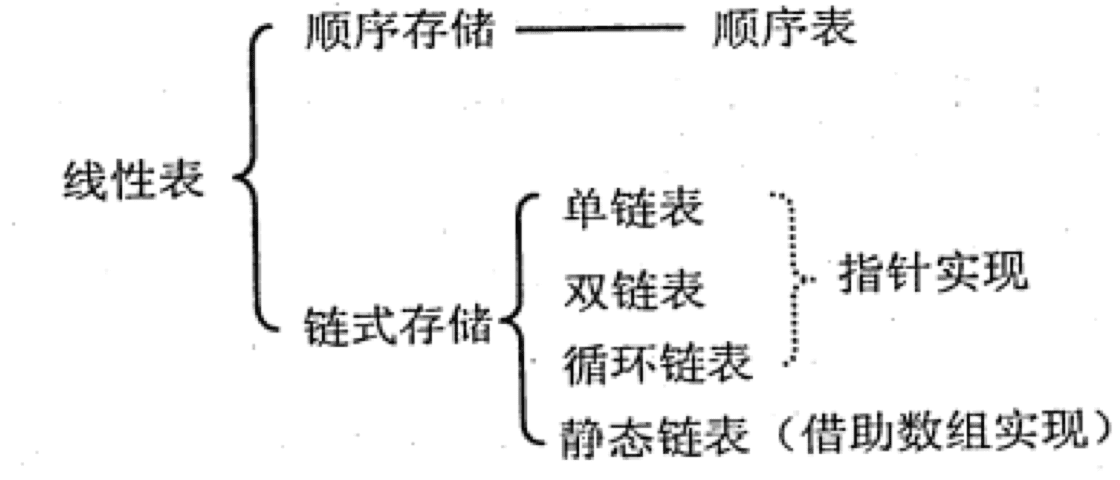 顺序存储 顺序表
线性表
单链表
双链表
指针实现
链式存储
循环链表
静态链表（借助数组实现）